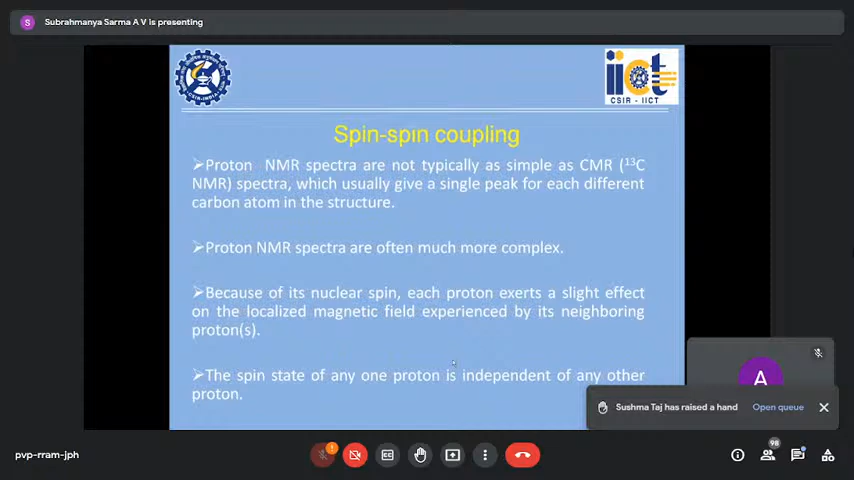 S Subrahmanya Sarma A V is presenting
iict
CSIR - IICT
Spin-spin coupling
➢Proton NMR spectra are not typically as simple as CMR (¹³C
NMR) spectra, which usually give a single peak for each different
carbon atom in the structure.
➢Proton NMR spectra are often much more complex.
➢Because of its nuclear spin, each proton exerts a slight effect
on the localized magnetic field experienced by its neighboring
proton(s).
➢The spin state of any one proton is independent of any other
proton.
A
Sushma Taj has raised a hand Open queue
98
pvp-rram-jph